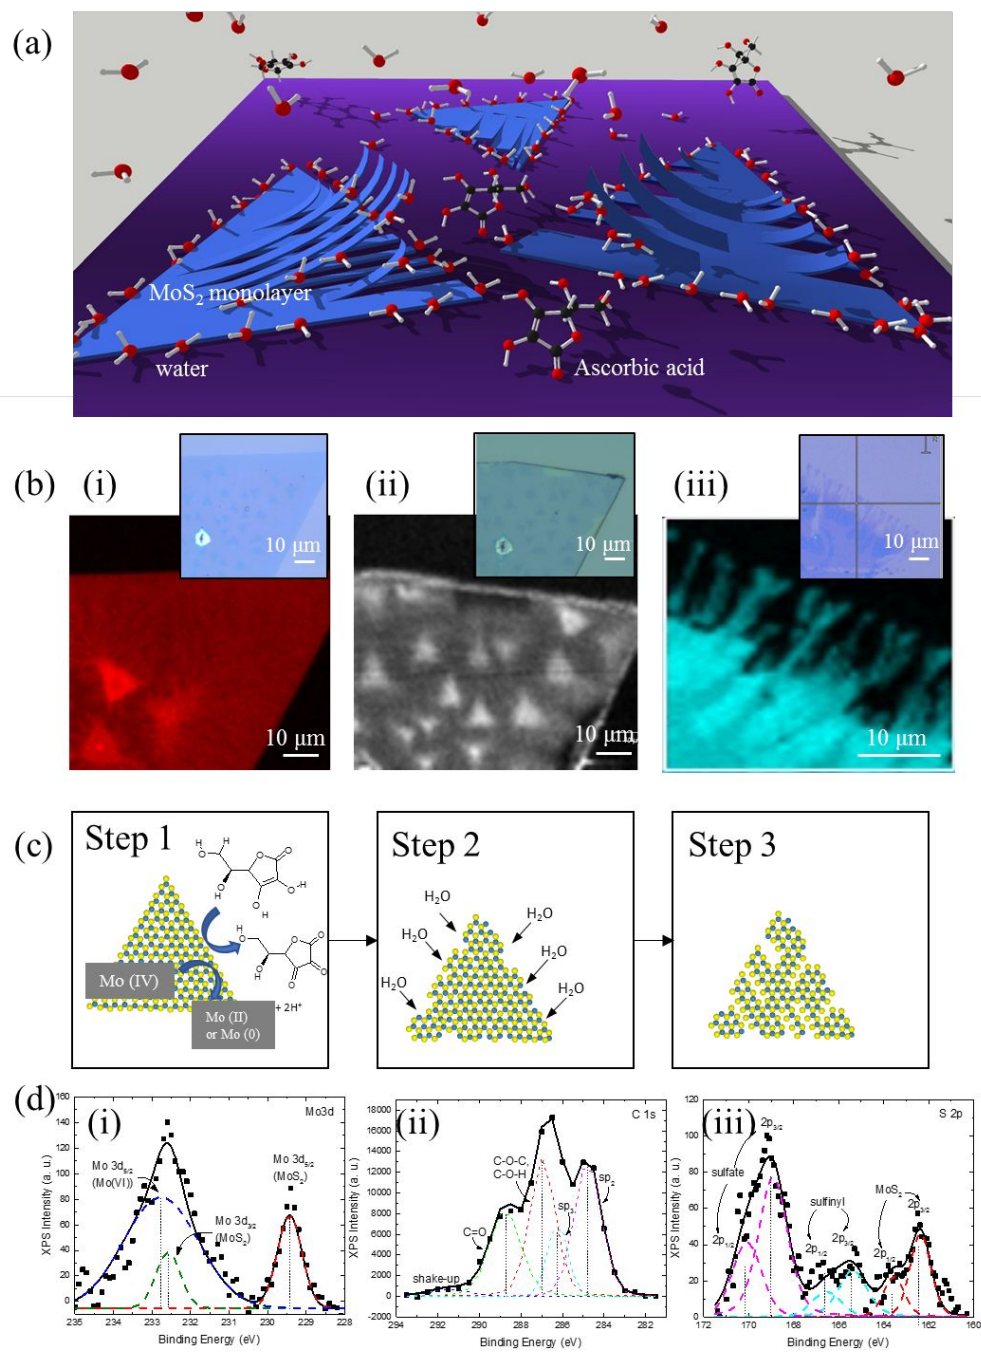 (a)
MoS2 monolayer
water
Ascorbic acid
(b)
(i)
10 μm
10 μm
(ii)
10 μm
10 μm
(iii)
10 μm
10 μm
(c)
Step 1
H
H
O
O
O
O
H
O
H
O
H
H
O
O
O
O
H
O
O
+ 2H+
Mo (IV)
Mo (II)
or Mo (0)
Step 2
H2O
H2O
H2O
H2O
H2O
H2O
Step 3
(d)
(i)
Mo3d
Mo 3d5/2
(Mo(VI))
Mo 3d5/2
(MoS2)
Mo 3d3/2
(MoS2)
XPS Intensity (a. u.)
160
140
120
100
80
60
40
20
0
235
233
232
231
230
229
228
Binding Energy (eV)
(ii)
C 1s
C-O-C,
C-O-H
C=O
sp3
sp2
shake-up
XPS Intensity (a. u.)
18000
16000
14000
12000
10000
8000
6000
4000
2000
0
294
292
290
288
286
284
282
Binding Energy (eV)
(iii)
S 2p
2p3/2
sulfate
2p1/2
sulfinyl
2p1/2
2p3/2
MoS2
2p1/2
2p3/2
XPS Intensity (a. u.)
120
100
80
60
40
20
0
172
170
168
165
164
162
160
Binding Energy (eV)